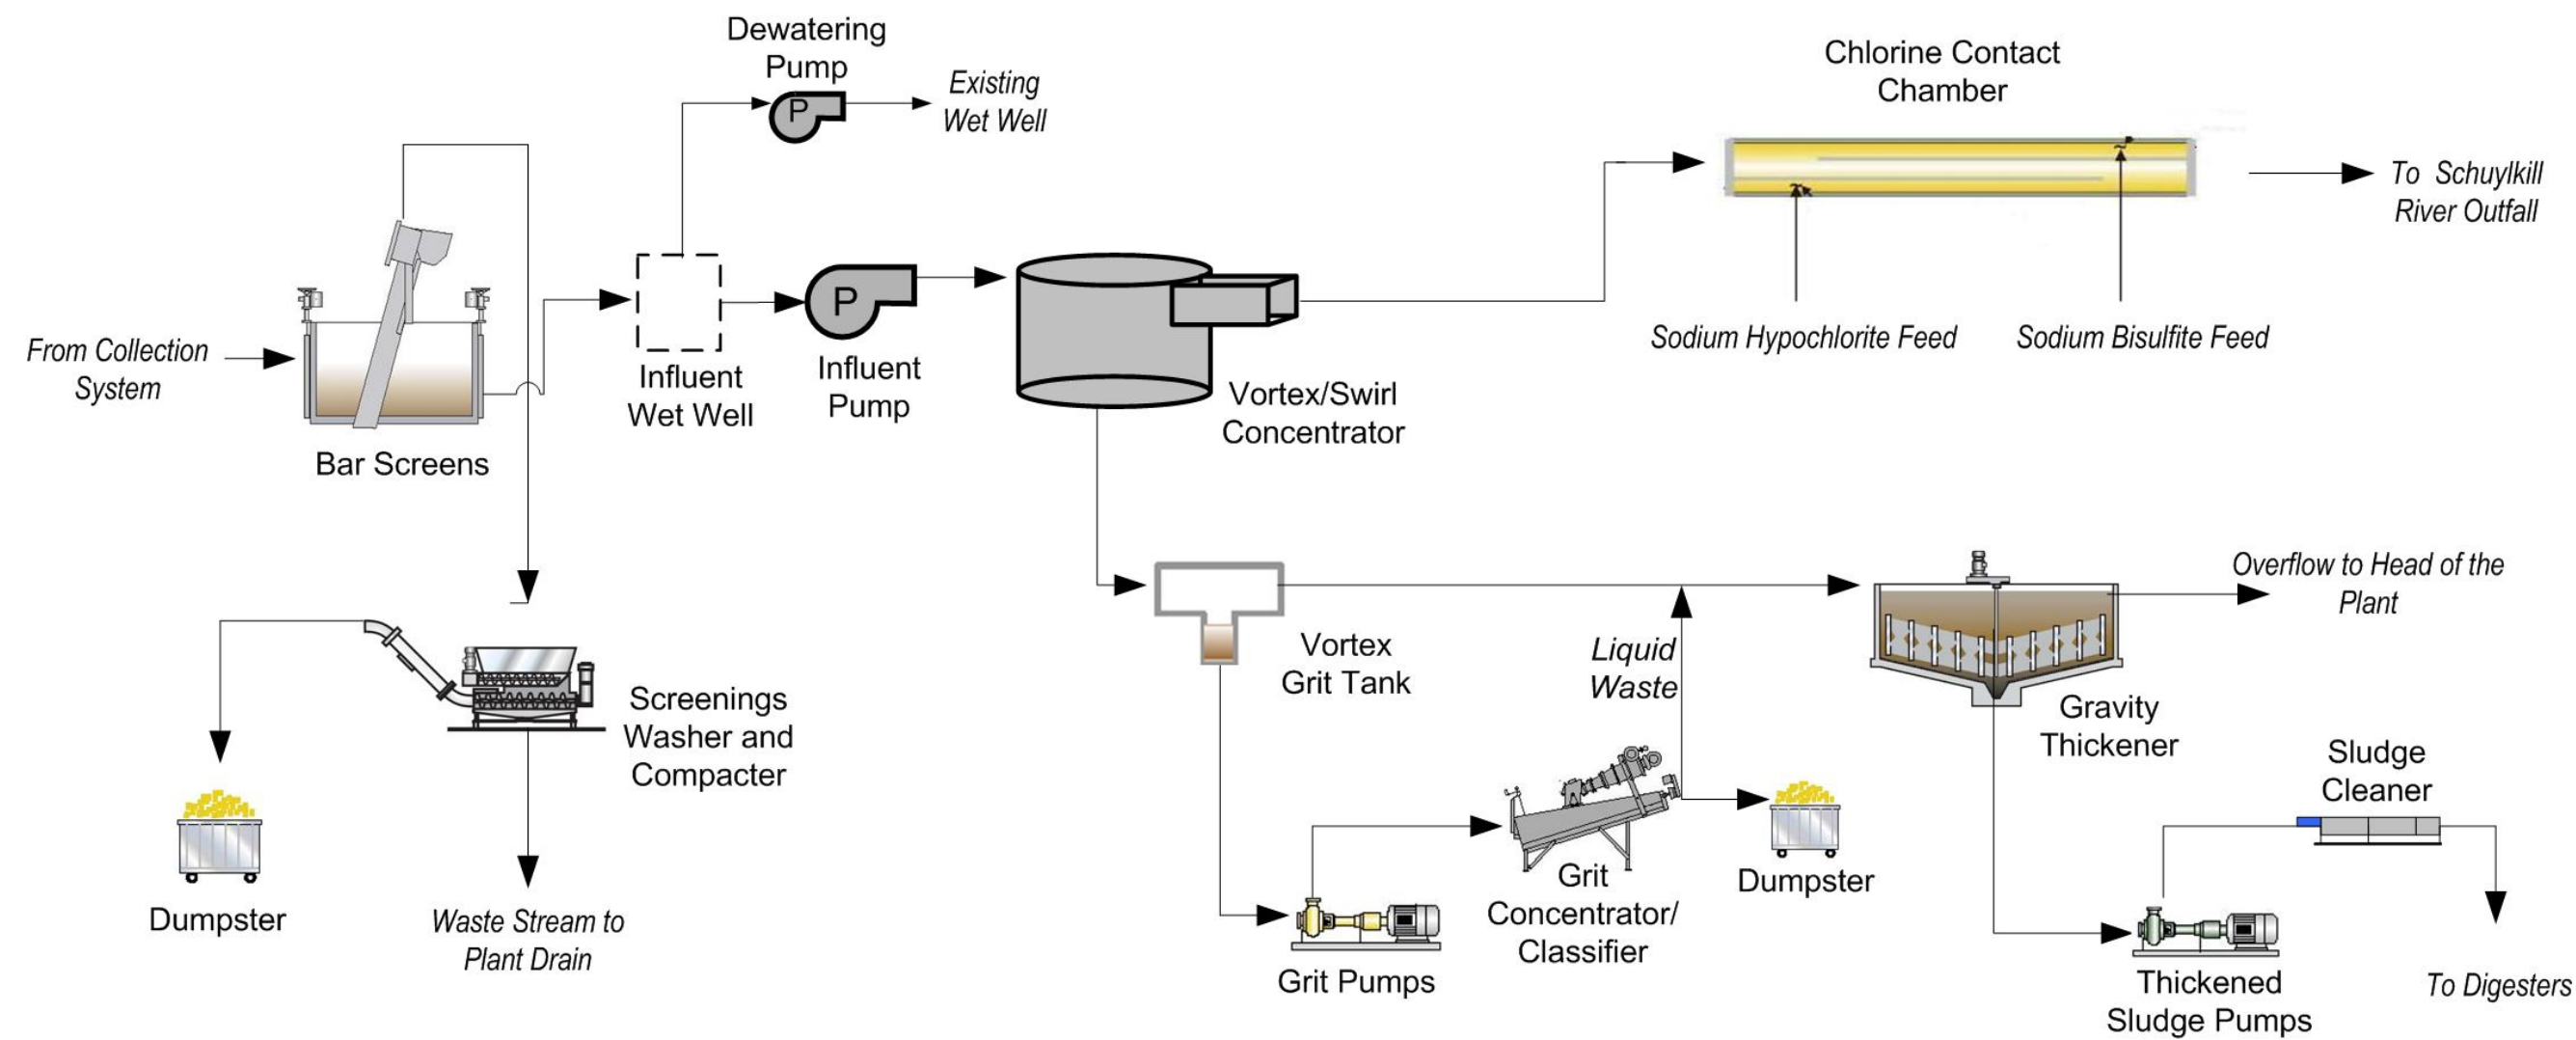 Dewatering
Pump
P
Existing
Wet Well
Chlorine Contact
Chamber
To Schuylkill
River Outfall
Sodium Hypochlorite Feed
Sodium Bisulfite Feed
From Collection
System
Bar Screens
Influent
Wet Well
P
Influent
Pump
Vortex/Swirl
Concentrator
Screenings
Washer and
Compacter
Dumpster
Waste Stream to
Plant Drain
Vortex
Grit Tank
Liquid
Waste
Grit Pumps
Grit
Concentrator/
Classifier
Dumpster
Overflow to Head of the
Plant
Gravity
Thickener
Sludge
Cleaner
Thickened
Sludge Pumps
To Digesters